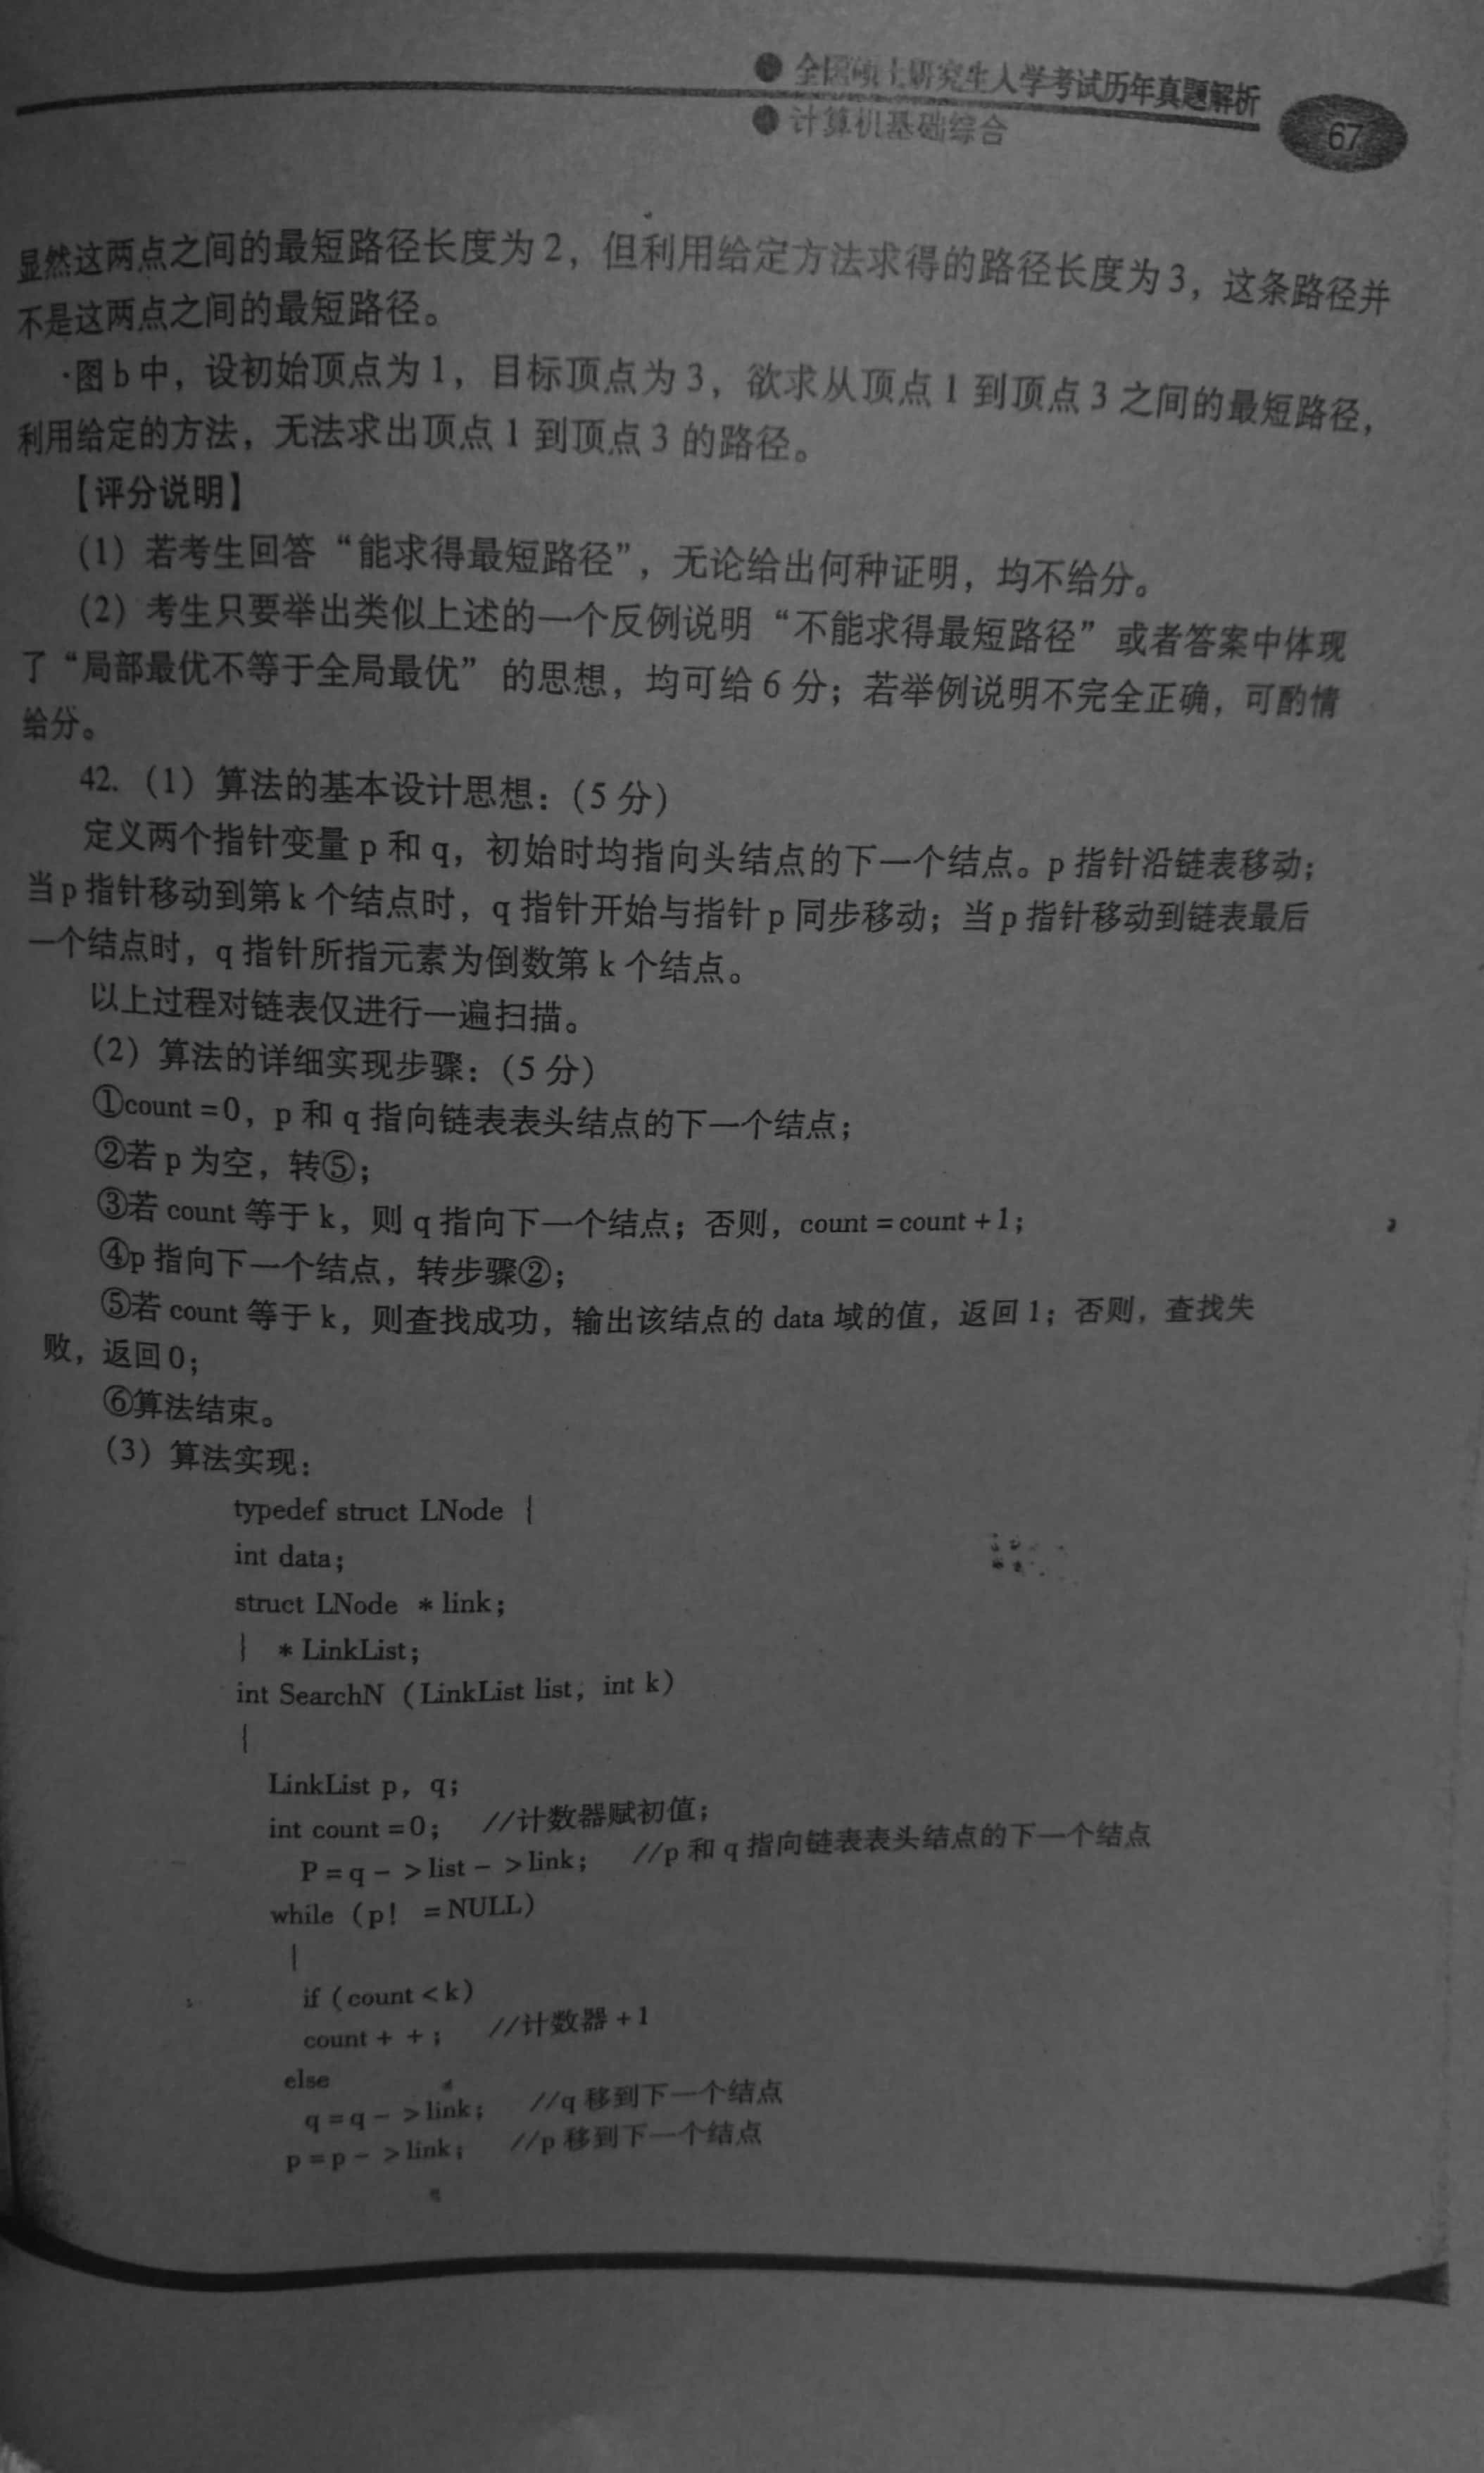 全国硕士研究生入学考试历年真题解析
计算机基础综合
67
显然这两点之间的最短路径长度为2，但利用给定方法求得的路径长度为3，这条路径并
不是这两点之间的最短路径。
·图b中，设初始顶点为1，目标顶点为3，欲求从顶点1到顶点3之间的最短路径，
利用给定的方法，无法求出顶点1到顶点3的路径。
【评分说明】
（1）若考生回答“能求得最短路径”，无论给出何种证明，均不给分。
（2）考生只要举出类似上述的一个反例说明“不能求得最短路径”或者答案中体现
了“局部最优不等于全局最优”的思想，均可给6分；若举例说明不完全正确，可酌情
给分。
42.（1）算法的基本设计思想：（5分）
定义两个指针变量p和q，初始时均指向头结点的下一个结点。p指针沿链表移动；
当p指针移动到第k个结点时，q指针开始与指针p同步移动；当p指针移动到链表最后
一个结点时，q指针所指元素为倒数第k个结点。
以上过程对链表仅进行一遍扫描。
（2）算法的详细实现步骤：（5分）
①count=0，p和q指向链表表头结点的下一个结点；
②若p为空，转⑤；
③若count等于k，则q指向下一个结点；否则，count=count+1；
④p指向下一个结点，转步骤②；
⑤若count等于k，则查找成功，输出该结点的data域的值，返回1；否则，查找失
败，返回0；
⑥算法结束。
（3）算法实现：
typedef struct LNode {
int data;
struct LNode *link;
} *LinkList;
int SearchN (LinkList list, int k)
{
LinkList p, q;
int count=0; //计数器赋初值；
P=q->list->link; //p和q指向链表表头结点的下一个结点
while (p! =NULL)
{
if (count<k)
count++; //计数器+1
else
q=q->link; //q移到下一个结点
p=p->link; //p移到下一个结点